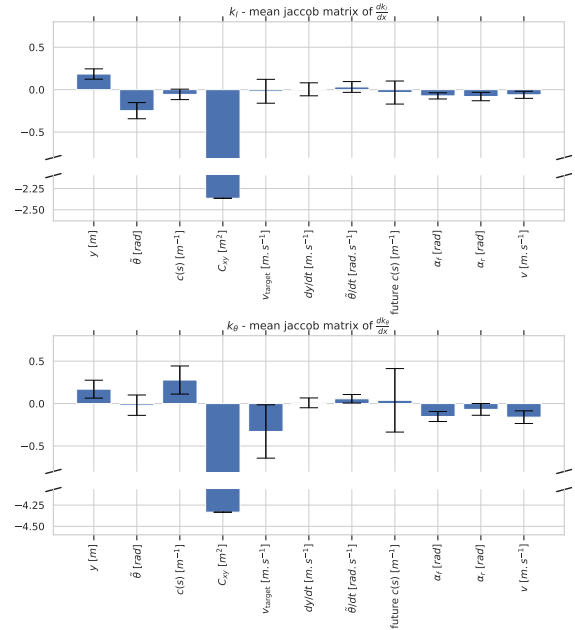 k_l - mean jaccob matrix of dk_l/dx
0.5
0.0
−0.5
−2.25
−2.50
y [m]
θ̃ [rad]
c(s) [m⁻¹]
C_xy [m²]
v_target [m.s⁻¹]
dy/dt [m.s⁻¹]
θ̃/dt [rad.s⁻¹]
future c(s) [m⁻¹]
α_f [rad]
α_r [rad]
v [m.s⁻¹]
k_θ - mean jaccob matrix of dk_θ/dx
0.5
0.0
−0.5
−4.25
−4.50
y [m]
θ̃ [rad]
c(s) [m⁻¹]
C_xy [m²]
v_target [m.s⁻¹]
dy/dt [m.s⁻¹]
θ̃/dt [rad.s⁻¹]
future c(s) [m⁻¹]
α_f [rad]
α_r [rad]
v [m.s⁻¹]